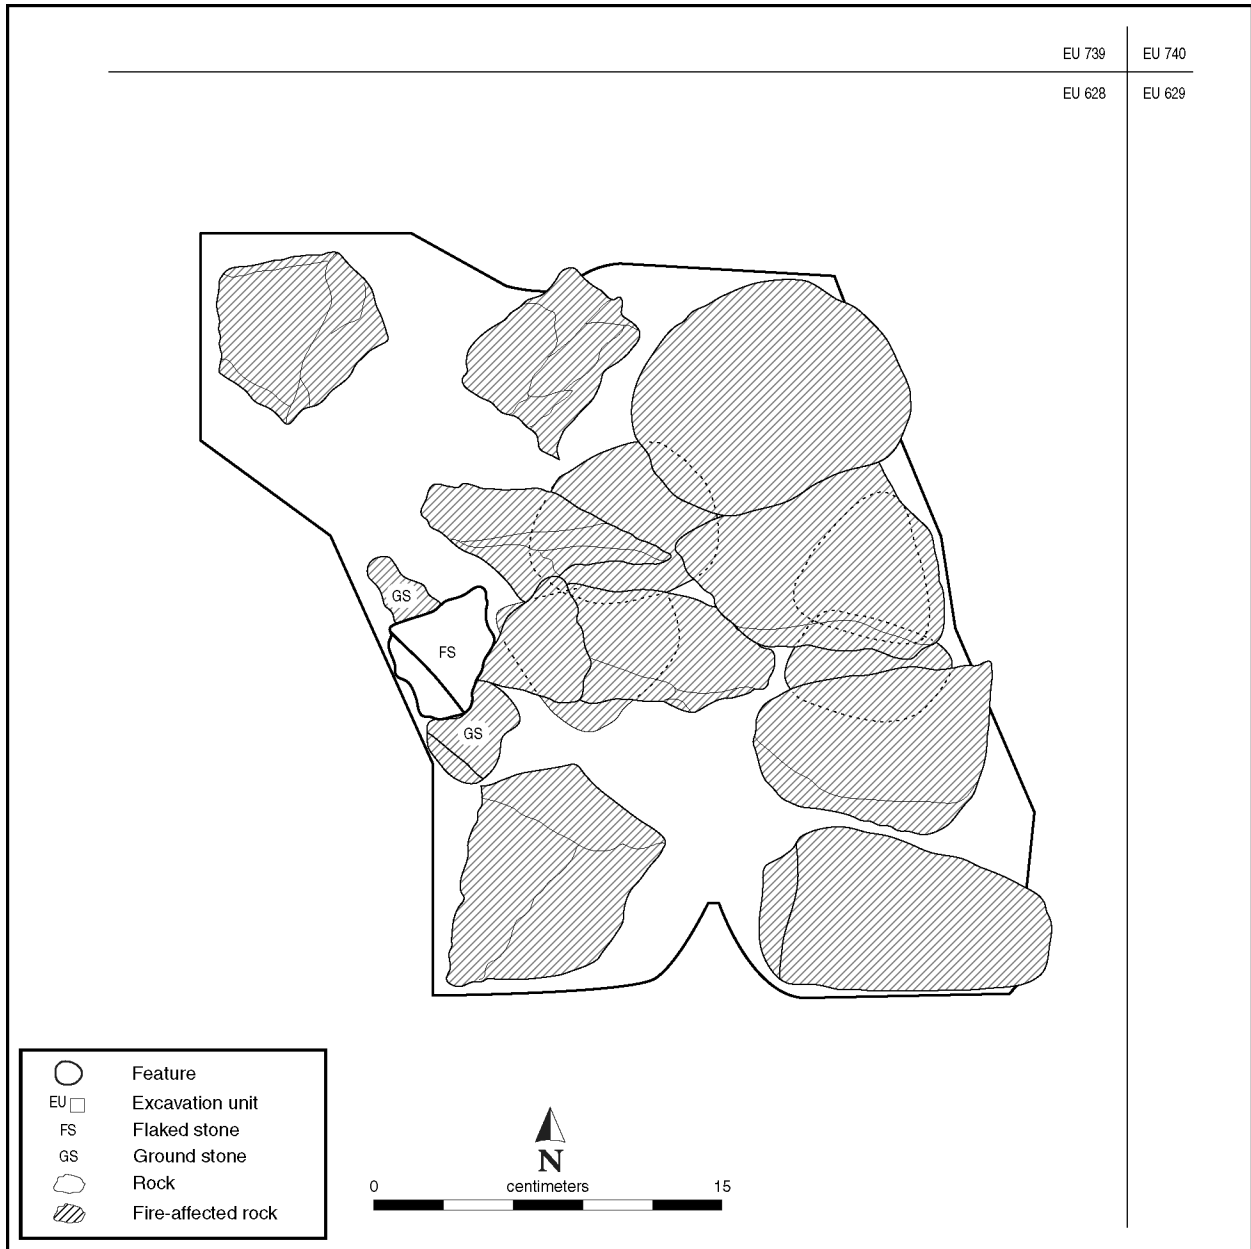 EU 739 EU 740
EU 628 EU 629
GS
FS
GS
Feature
EU Excavation unit
FS Flaked stone
GS Ground stone
Rock
Fire-affected rock
N
0 centimeters 15